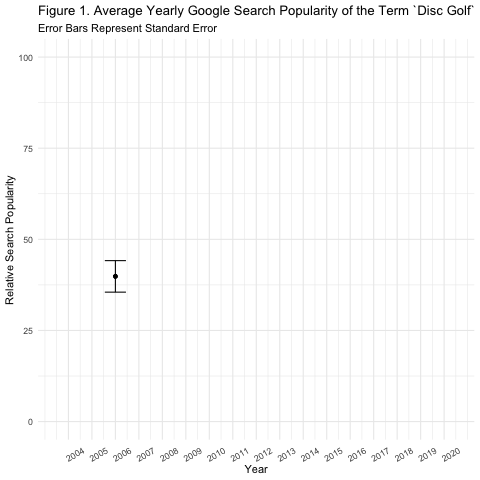 Figure 1. Average Yearly Google Search Popularity of the Term `Disc Golf`
Error Bars Represent Standard Error
100
75
50
25
0
Relative Search Popularity
2004 2005 2006 2007 2008 2009 2010 2011 2012 2013 2014 2015 2016 2017 2018 2019 2020
Year